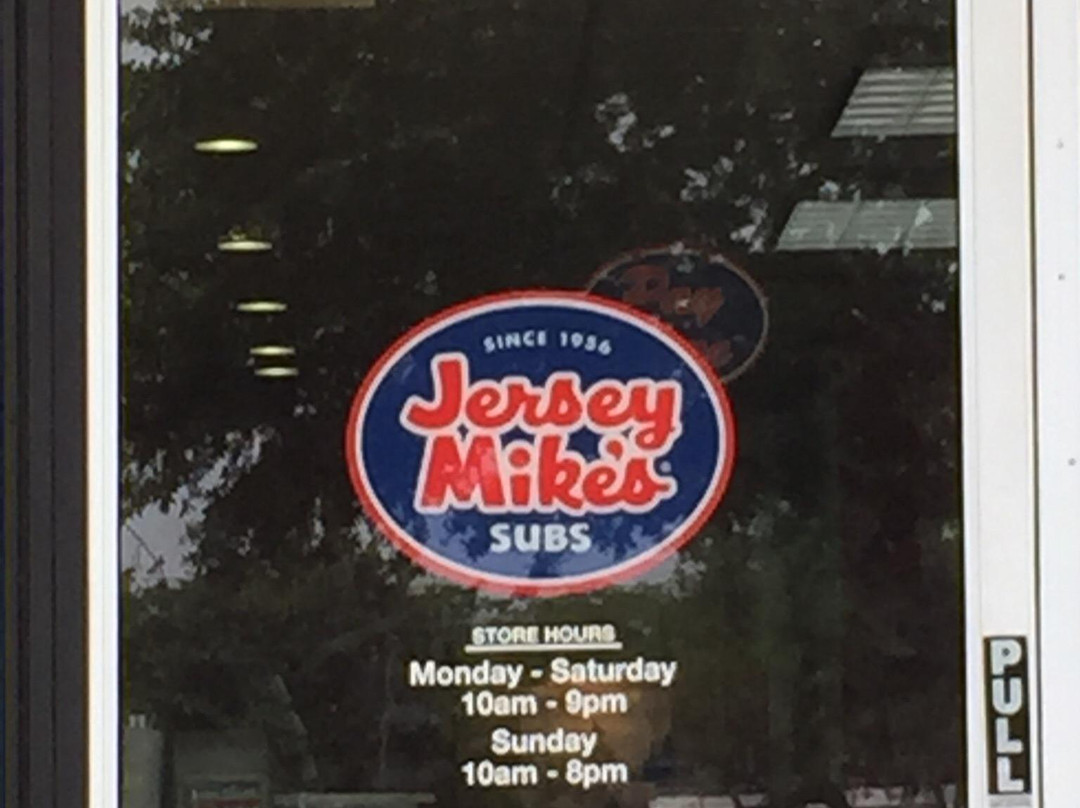 SINCE 1956
Jersey
Mike's
SUBS
STORE HOURS
Monday - Saturday
10am - 9pm
Sunday
10am - 8pm
PULL